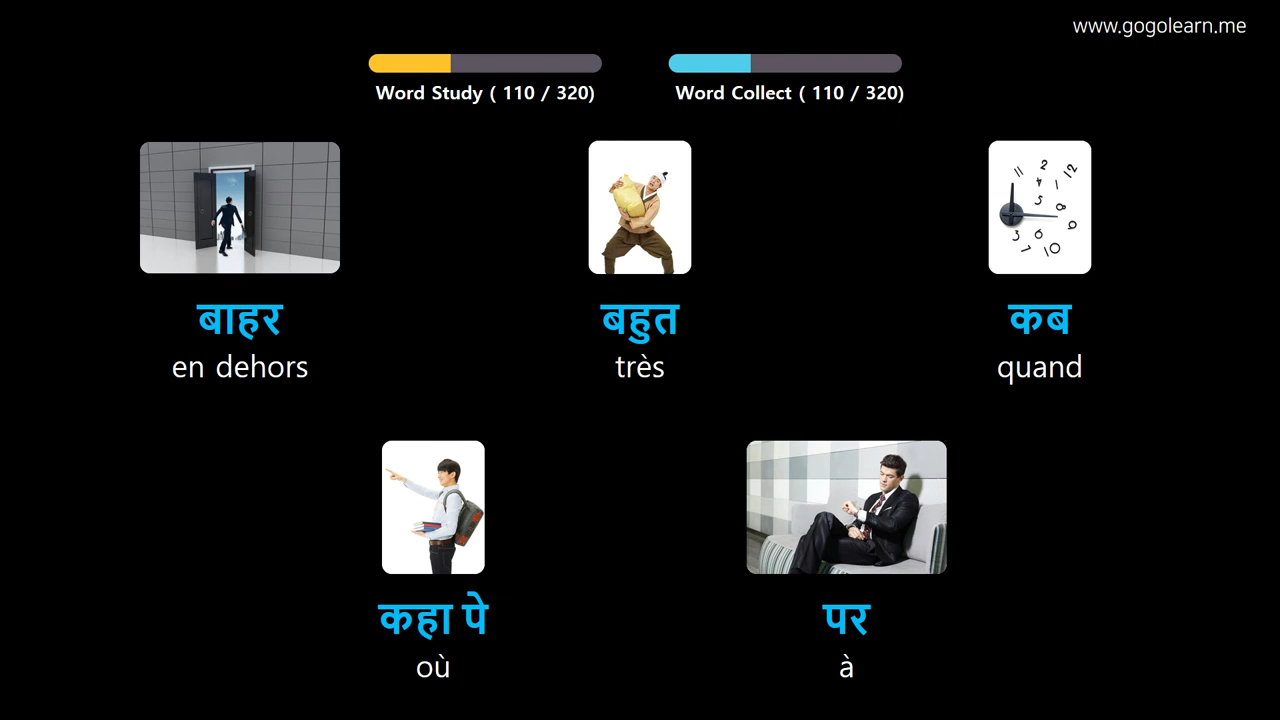 www.gogolearn.me
Word Study ( 110 / 320)
Word Collect ( 110 / 320)
बाहर
en dehors
बहुत
très
कब
quand
कहा पे
où
पर
à